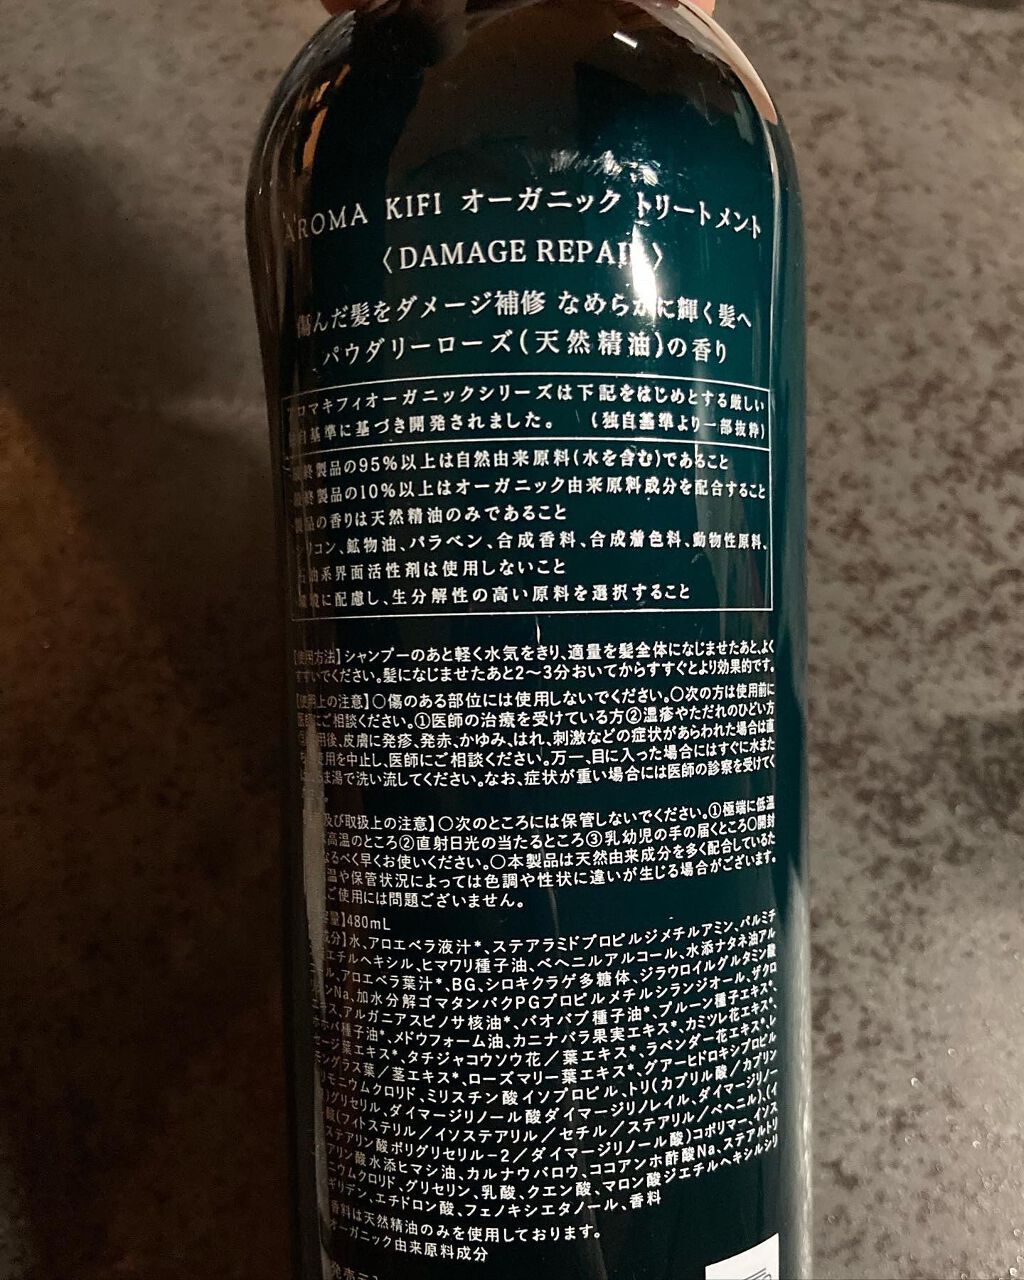 AROMA KIFI オーガニック トリートメント
〈DAMAGE REPAIR〉
傷んだ髪をダメージ補修 なめらかに輝く髪へ
パウダリーローズ(天然精油)の香り
ロマキフィオーガニックシリーズは下記をはじめとする厳しい
自基準に基づき開発されました。 (独自基準より一部抜粋)
終製品の95%以上は自然由来原料(水を含む)であること
終製品の10%以上はオーガニック由来原料成分を配合すること
製品の香りは天然精油のみであること
シリコン、鉱物油、パラベン、合成香料、合成着色料、動物性原料、
石油系界面活性剤は使用しないこと
環境に配慮し、生分解性の高い原料を選択すること
【使用方法】シャンプーのあと軽く水気をきり、適量を髪全体になじませたあと、よく
すすいでください。髪になじませたあと2〜3分おいてからすすぐとより効果的です。
【使用上の注意】○傷のある部位には使用しないでください。○次の方は使用前に
医師にご相談ください。①医師の治療を受けている方②湿疹やただれのひどい方
用後、皮膚に発疹、発赤、かゆみ、はれ、刺激などの症状があらわれた場合は直
使用を中止し、医師にご相談ください。万一、目に入った場合にはすぐに水また
ま湯で洗い流してください。なお、症状が重い場合には医師の診察を受けてく
及び取扱上の注意】○次のところには保管しないでください。①極端に低温
高温のところ②直射日光の当たるところ③乳幼児の手の届くところ○開封
なるべく早くお使いください。○本製品は天然由来成分を多く配合しているた
温や保管状況によっては色調や性状に違いが生じる場合がございます。
ご使用には問題ございません。
容量】480mL
成分】水、アロエベラ液汁*、ステアラミドプロピルジメチルアミン、パルミチ
エチルヘキシル、ヒマワリ種子油、ベヘニルアルコール、水添ナタネ油アル
ル、アロエベラ葉汁*、BG、シロキクラゲ多糖体、ジラウロイルグルタミン酸
ンNa、加水分解ゴマタンパクPGプロピルメチルシランジオール、ザクロ
エキス、アルガニアスピノサ核油*、バオバブ種子油*、プルーン種子エキス*、
ホホバ種子油*、メドウフォーム油、カニナバラ果実エキス*、カミツレ花エキス*、
セージ葉エキス*、タチジャコウソウ花/葉エキス*、ラベンダー花エキス*、レ
モングラス葉/茎エキス*、ローズマリー葉エキス*、グアーヒドロキシプロピル
リモニウムクロリド、ミリスチン酸イソプロピル、トリ(カプリル酸/カプリン
)グリセリル、ダイマージリノール酸ダイマージリノレイル、ダイマージリノー
酸(フィトステリル/イソステアリル/セチル/ステアリル/ベヘニル)、(イ
ステアリン酸ポリグリセリル-2/ダイマージリノール酸)コポリマー、イソス
アリン酸水添ヒマシ油、カルナウバロウ、ココアンホ酢酸Na、ステアルトリ
ニウムクロリド、グリセリン、乳酸、クエン酸、マロン酸ジエチルヘキシルシリ
ギリデン、エチドロン酸、フェノキシエタノール、香料
香料は天然精油のみを使用しております。
オーガニック由来原料成分
発売元